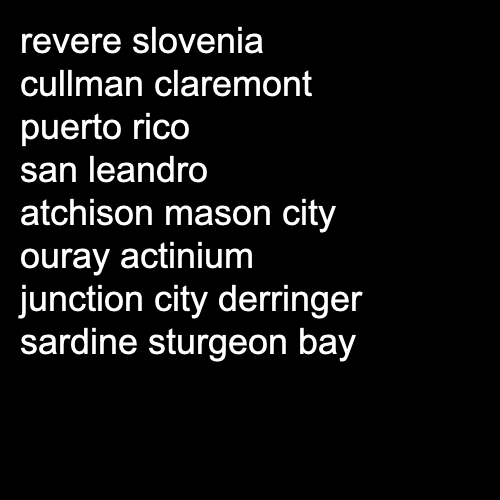 revere slovenia
cullman claremont
puerto rico
san leandro
atchison mason city
ouray actinium
junction city derringer
sardine sturgeon bay